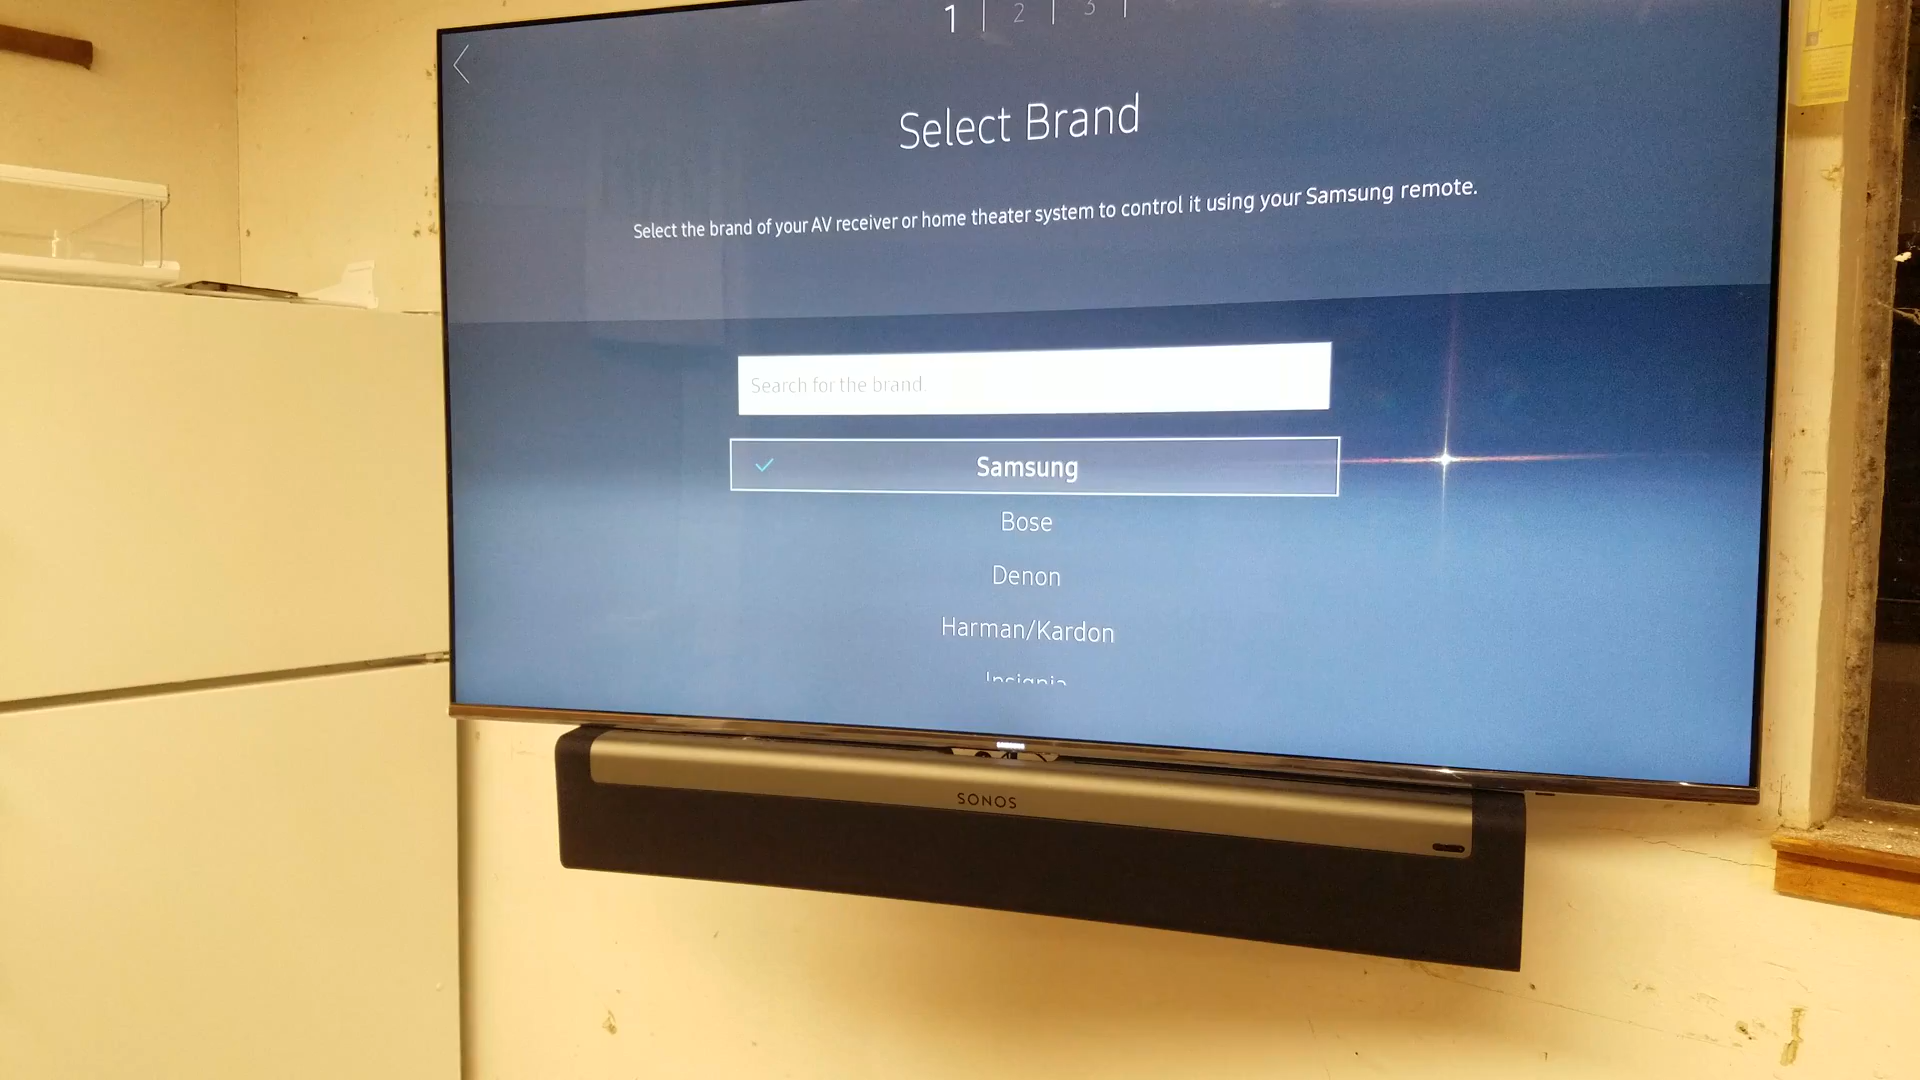 1 | 2 | 3 |
Select Brand
Select the brand of your AV receiver or home theater system to control it using your Samsung remote.
Search for the brand.
Samsung
Bose
Denon
Harman/Kardon
Insignia
SONOS